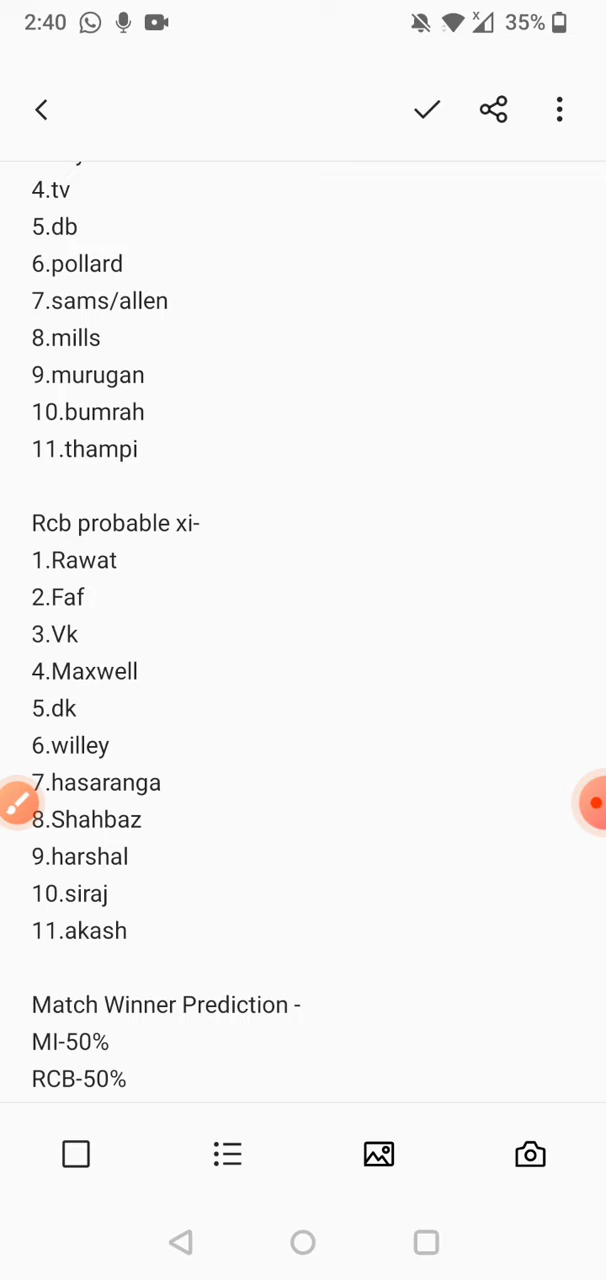 2:40
x
35%
4.tv
5.db
6.pollard
7.sams/allen
8.mills
9.murugan
10.bumrah
11.thampi
Rcb probable xi-
1.Rawat
2.Faf
3.Vk
4.Maxwell
5.dk
6.willey
7.hasaranga
8.Shahbaz
9.harshal
10.siraj
11.akash
Match Winner Prediction -
MI-50%
RCB-50%